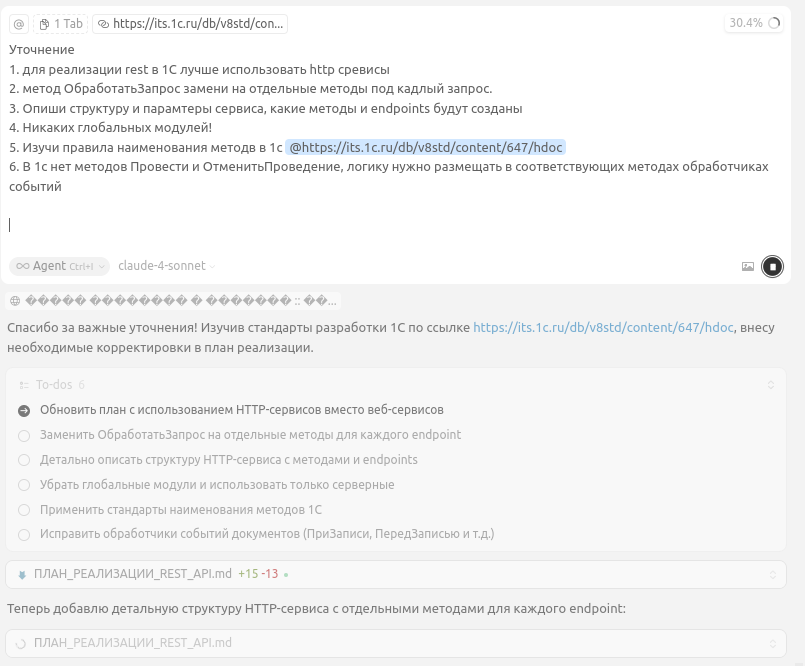 @ 1 Tab https://its.1c.ru/db/v8std/con... 30.4%
Уточнение
1. для реализации rest в 1С лучше использовать http сревисы
2. метод ОбработатьЗапрос замени на отдельные методы под кадлый запрос.
3. Опиши структуру и парамтеры сервиса, какие методы и endpoints будут созданы
4. Никаких глобальных модулей!
5. Изучи правила наименования методв в 1с @https://its.1c.ru/db/v8std/content/647/hdoc
6. В 1с нет методов Провести и ОтменитьПроведение, логику нужно размещать в соответствующих методах обработчиках
событий
Agent Ctrl+I claude-4-sonnet
����� �������� � ������� :: ��...
Спасибо за важные уточнения! Изучив стандарты разработки 1С по ссылке https://its.1c.ru/db/v8std/content/647/hdoc, внесу
необходимые корректировки в план реализации.
To-dos 6
Обновить план с использованием HTTP-сервисов вместо веб-сервисов
Заменить ОбработатьЗапрос на отдельные методы для каждого endpoint
Детально описать структуру HTTP-сервиса с методами и endpoints
Убрать глобальные модули и использовать только серверные
Применить стандарты наименования методов 1С
Исправить обработчики событий документов (ПриЗаписи, ПередЗаписью и т.д.)
ПЛАН_РЕАЛИЗАЦИИ_REST_API.md +15 -13
Теперь добавлю детальную структуру HTTP-сервиса с отдельными методами для каждого endpoint:
ПЛАН_РЕАЛИЗАЦИИ_REST_API.md